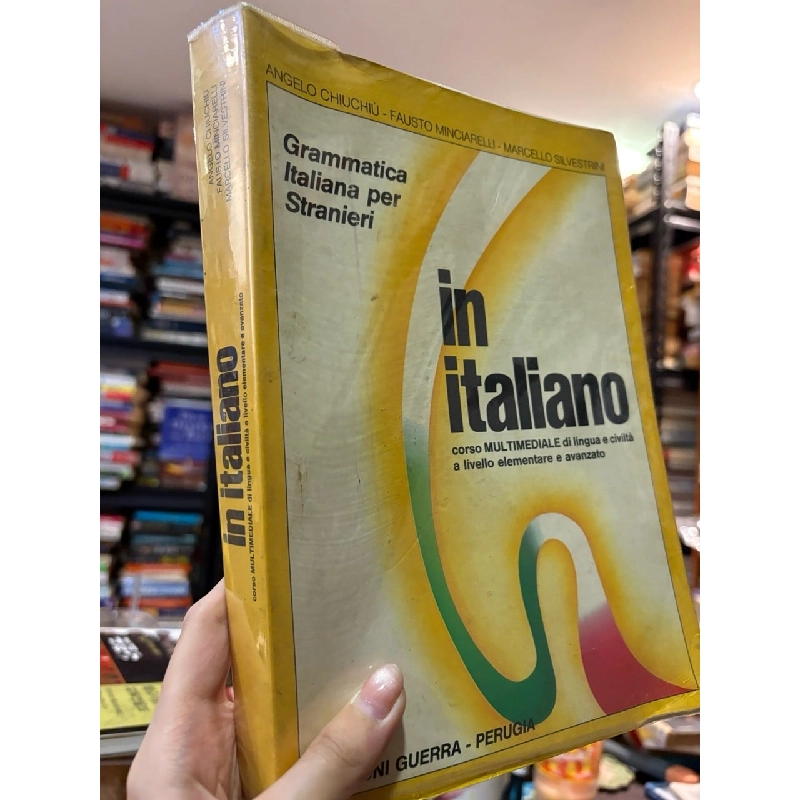 ANGELO CHIUCHIÙ - FAUSTO MINCIARELLI - MARCELLO SILVESTRINI
Grammatica
Italiana per
Stranieri
in
italiano
corso MULTIMEDIALE di lingua e civiltà
a livello elementare e avanzato
GUERRA - PERUGIA
ANGELO CHIUCHIÙ
FAUSTO MINCIARELLI
MARCELLO SILVESTRINI
in italiano
corso MULTIMEDIALE di lingua e civiltà a livello elementare e avanzato